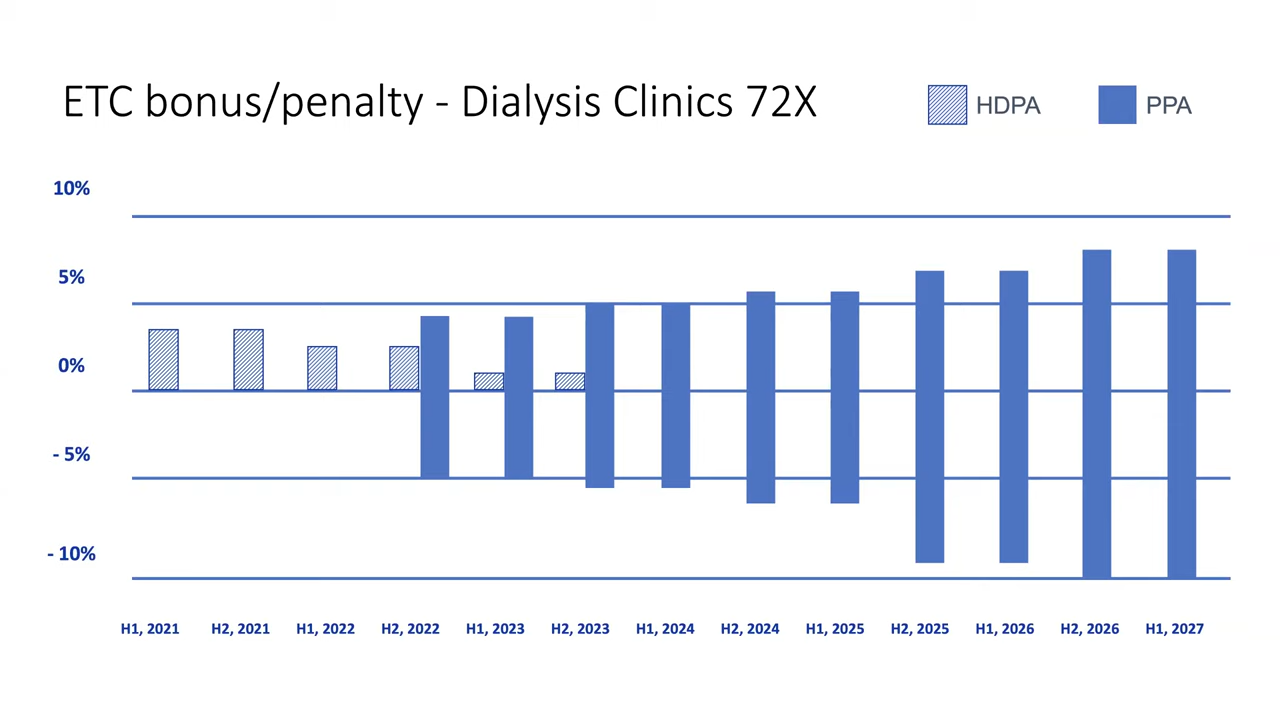 ETC bonus/penalty - Dialysis Clinics 72X
HDPA
PPA
10%
5%
0%
- 5%
- 10%
H1, 2021
H2, 2021
H1, 2022
H2, 2022
H1, 2023
H2, 2023
H1, 2024
H2, 2024
H1, 2025
H2, 2025
H1, 2026
H2, 2026
H1, 2027